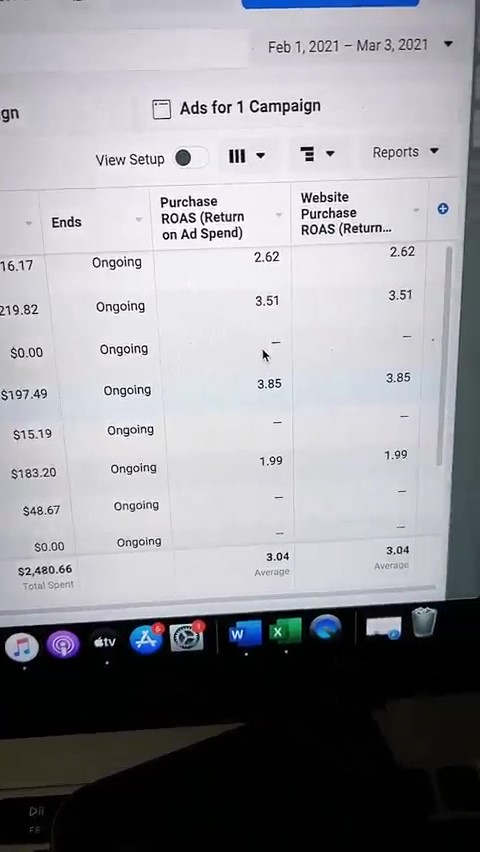 Feb 1, 2021 – Mar 3, 2021
gn
Ads for 1 Campaign
View Setup
Reports
Ends
Purchase
ROAS (Return
on Ad Spend)
Website
Purchase
ROAS (Return...
16.17 Ongoing 2.62 2.62
219.82 Ongoing 3.51 3.51
$0.00 Ongoing — —
$197.49 Ongoing 3.85 3.85
$15.19 Ongoing — —
$183.20 Ongoing 1.99 1.99
$48.67 Ongoing — —
$0.00 Ongoing — —
$2,480.66 3.04 3.04
Total Spent Average Average
6
1
tv
W
X
DII
F8